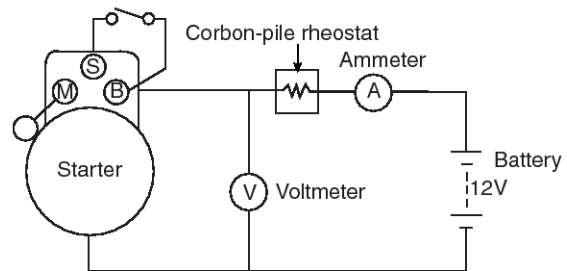 Corbon-pile rheostat
Ammeter
S
M
B
A
Starter
V
Voltmeter
Battery
12V